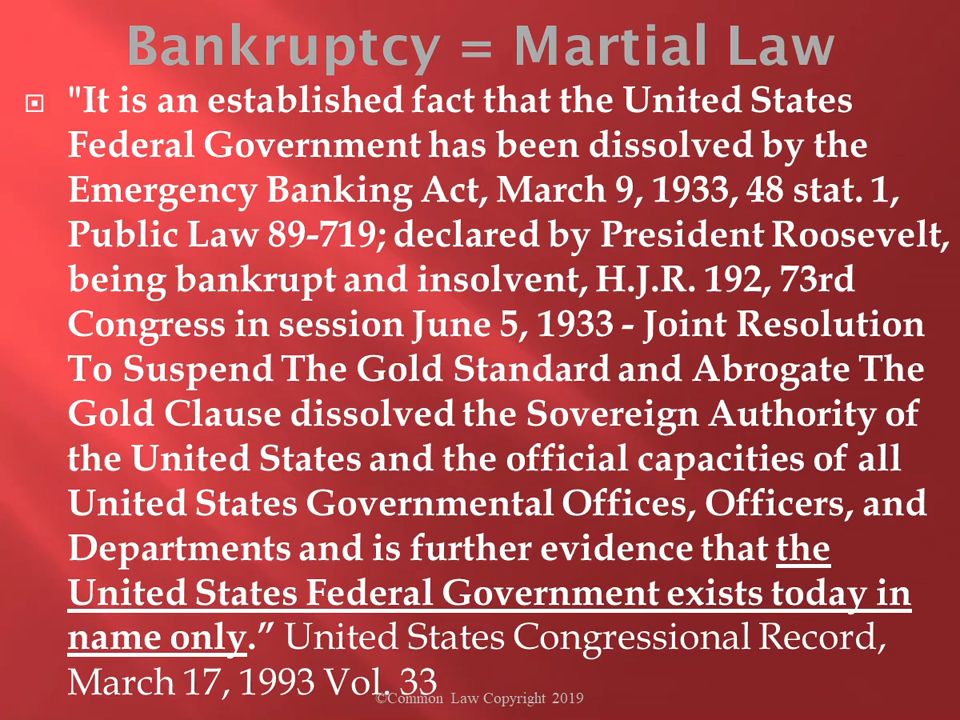 Bankruptcy = Martial Law
"It is an established fact that the United States
Federal Government has been dissolved by the
Emergency Banking Act, March 9, 1933, 48 stat. 1,
Public Law 89-719; declared by President Roosevelt,
being bankrupt and insolvent, H.J.R. 192, 73rd
Congress in session June 5, 1933 - Joint Resolution
To Suspend The Gold Standard and Abrogate The
Gold Clause dissolved the Sovereign Authority of
the United States and the official capacities of all
United States Governmental Offices, Officers, and
Departments and is further evidence that the
United States Federal Government exists today in
name only.” United States Congressional Record,
March 17, 1993 Vol. 33
©Common Law Copyright 2019